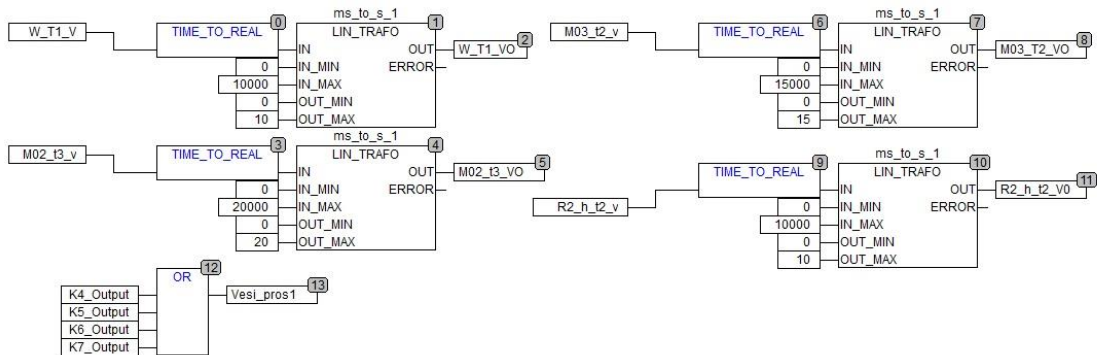 ms_to_s_1
W_T1_V
TIME_TO_REAL
0
LIN_TRAFO
1
IN
OUT
W_T1_VO
2
0
IN_MIN
ERROR
10000
IN_MAX
0
OUT_MIN
10
OUT_MAX
ms_to_s_1
M03_t2_v
TIME_TO_REAL
6
LIN_TRAFO
7
IN
OUT
M03_T2_VO
8
0
IN_MIN
ERROR
15000
IN_MAX
0
OUT_MIN
15
OUT_MAX
ms_to_s_1
M02_t3_v
TIME_TO_REAL
3
LIN_TRAFO
4
IN
OUT
M02_t3_VO
5
0
IN_MIN
ERROR
20000
IN_MAX
0
OUT_MIN
20
OUT_MAX
ms_to_s_1
R2_h_t2_v
TIME_TO_REAL
9
LIN_TRAFO
10
IN
OUT
R2_h_t2_V0
11
0
IN_MIN
ERROR
10000
IN_MAX
0
OUT_MIN
10
OUT_MAX
OR
12
K4_Output
K5_Output
K6_Output
K7_Output
Vesi_pros1
13